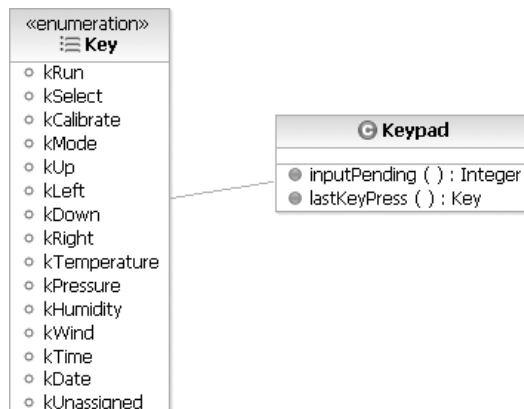 «enumeration»
Key
kRun
kSelect
kCalibrate
kMode
kUp
kLeft
kDown
kRight
kTemperature
kPressure
kHumidity
kWind
kTime
kDate
kUnassigned
C Keypad
inputPending ( ) : Integer
lastKeyPress ( ) : Key